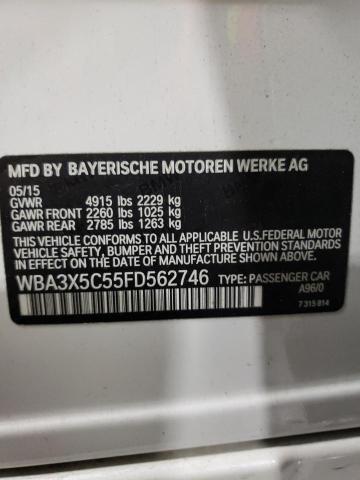 MFD BY BAYERISCHE MOTOREN WERKE AG
05/15
GVWR 4915 lbs 2229 kg
GAWR FRONT 2260 lbs 1025 kg
GAWR REAR 2785 lbs 1263 kg
THIS VEHICLE CONFORMS TO ALL APPLICABLE U.S.FEDERAL MOTOR
VEHICLE SAFETY, BUMPER AND THEFT PREVENTION STANDARDS
IN EFFECT ON THE DATE OF MANUFACTURE SHOWN ABOVE.
WBA3X5C55FD562746 TYPE: PASSENGER CAR
A96/0
7 315 814